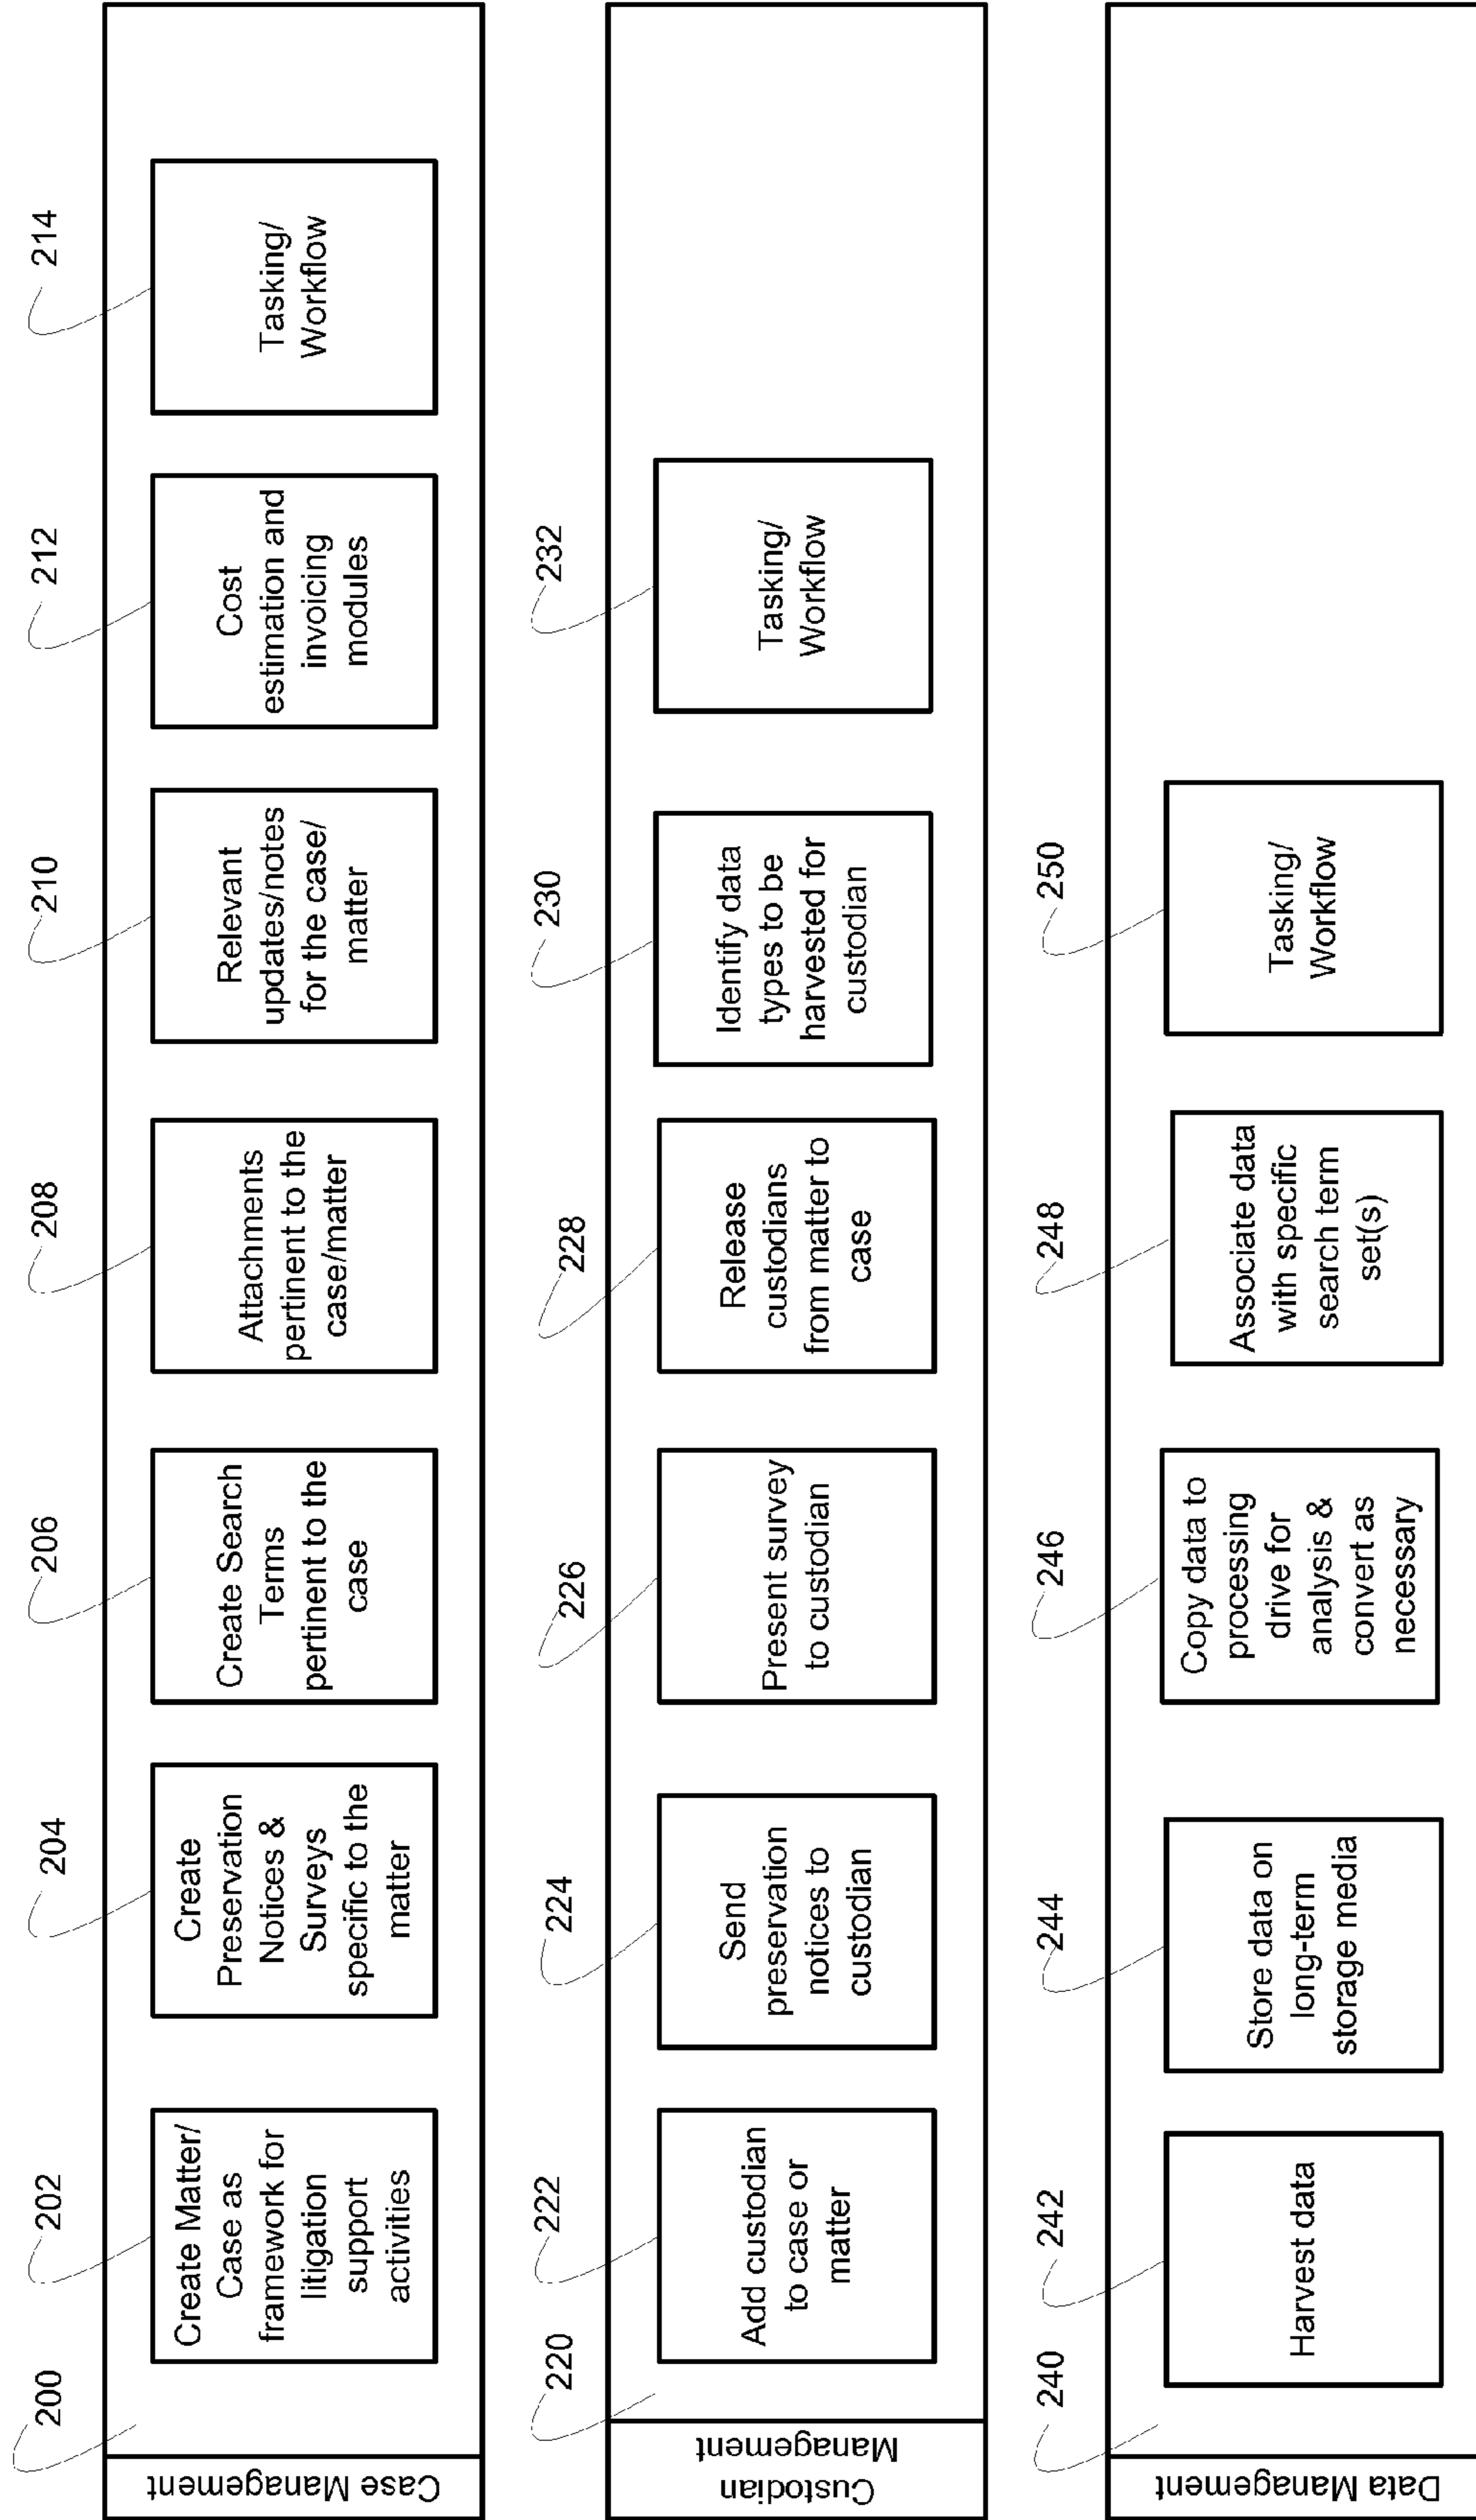 200
202
204
206
208
210
212
214
Case Management
Create Matter/
Case as
framework for
litigation
support
activities
Create
Preservation
Notices &
Surveys
specific to the
matter
Create Search
Terms
pertinent to the
case
Attachments
pertinent to the
case/matter
Relevant
updates/notes
for the case/
matter
Cost
estimation and
invoicing
modules
Tasking/
Workflow
220
222
224
226
228
230
232
Custodian
Management
Add custodian
to case or
matter
Send
preservation
notices to
custodian
Present survey
to custodian
Release
custodians
from matter to
case
Identify data
types to be
harvested for
custodian
Tasking/
Workflow
240
242
244
246
248
250
Data Management
Harvest data
Store data on
long-term
storage media
Copy data to
processing
drive for
analysis &
convert as
necessary
Associate data
with specific
search term
set(s)
Tasking/
Workflow